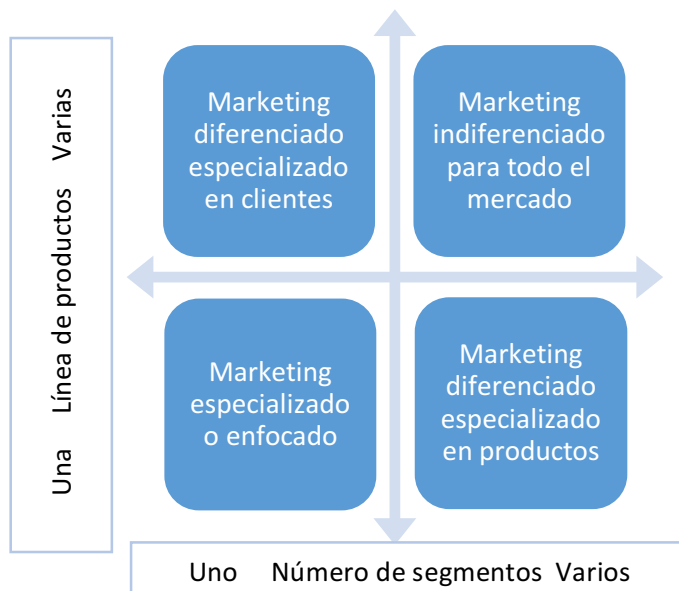 Una Línea de productos Varias
Marketing
diferenciado
especializado
en clientes
Marketing
indiferenciado
para todo el
mercado
Marketing
especializado
o enfocado
Marketing
diferenciado
especializado
en productos
Uno Número de segmentos Varios